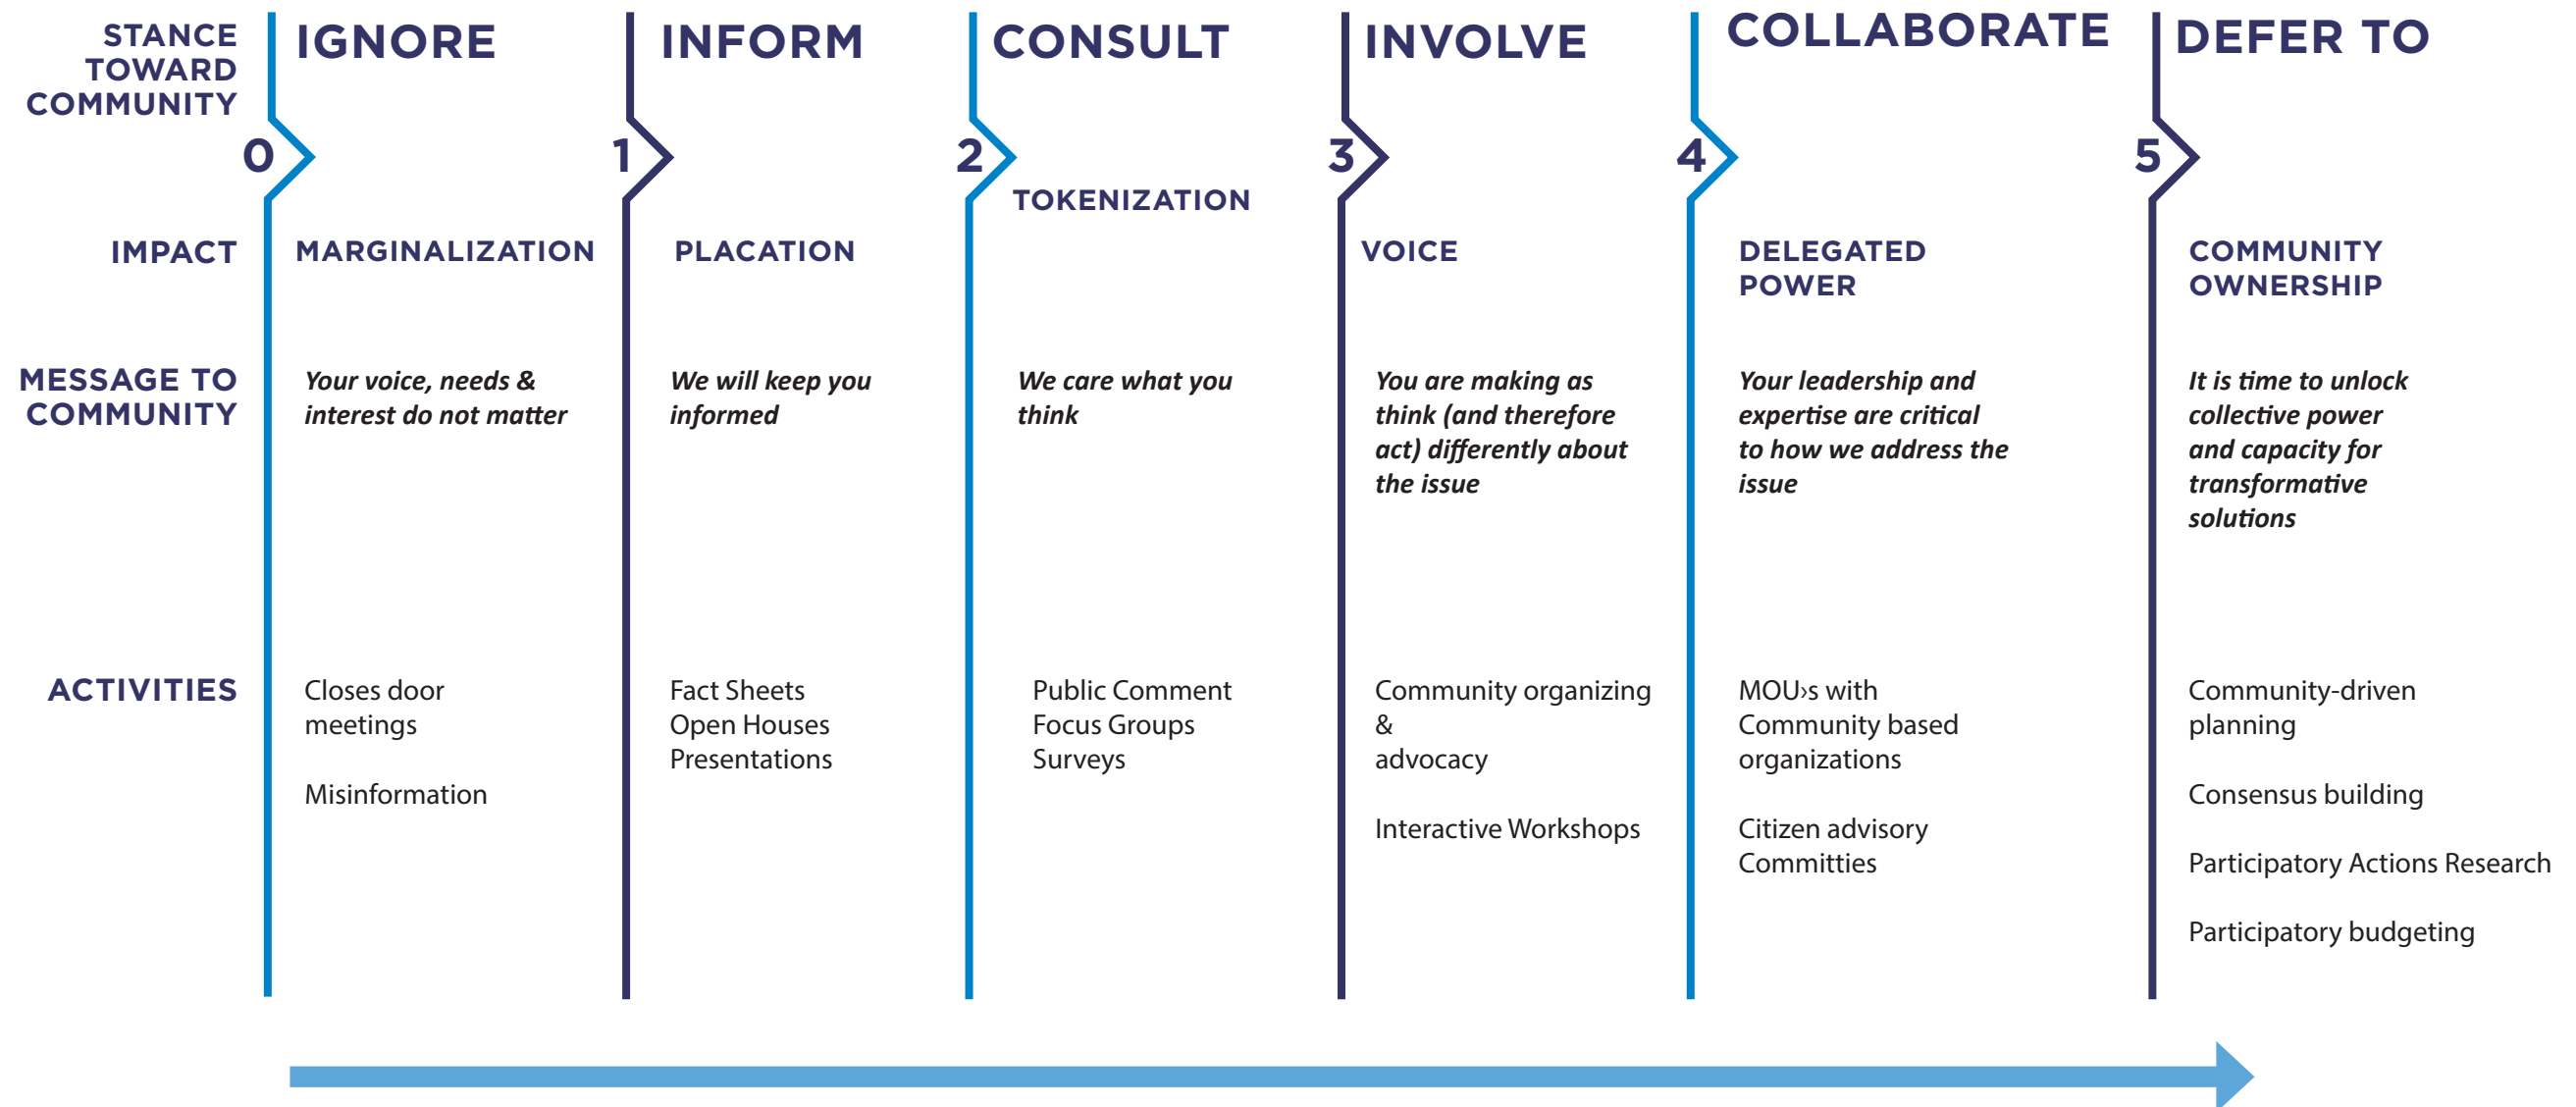 STANCE
TOWARD
COMMUNITY
IGNORE
INFORM
CONSULT
INVOLVE
COLLABORATE
DEFER TO
0
1
2
3
4
5
IMPACT
MARGINALIZATION
PLACATION
TOKENIZATION
VOICE
DELEGATED
POWER
COMMUNITY
OWNERSHIP
MESSAGE TO
COMMUNITY
Your voice, needs &
interest do not matter
We will keep you
informed
We care what you
think
You are making as
think (and therefore
act) differently about
the issue
Your leadership and
expertise are critical
to how we address the
issue
It is time to unlock
collective power
and capacity for
transformative
solutions
ACTIVITIES
Closes door
meetings
Misinformation
Fact Sheets
Open Houses
Presentations
Public Comment
Focus Groups
Surveys
Community organizing
&
advocacy
Interactive Workshops
MOU›s with
Community based
organizations
Citizen advisory
Committies
Community-driven
planning
Consensus building
Participatory Actions Research
Participatory budgeting